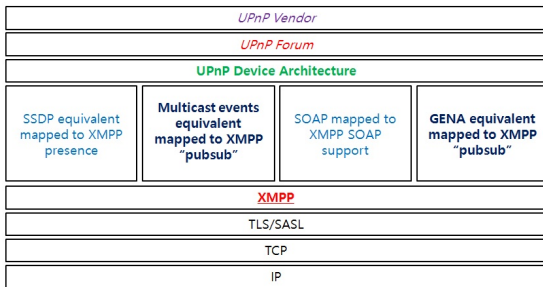 UPnP Vendor
UPnP Forum
UPnP Device Architecture
SSDP equivalent
mapped to XMPP
presence
Multicast events
equivalent
mapped to XMPP
“pubsub”
SOAP mapped to
XMPP SOAP
support
GENA equivalent
mapped to XMPP
“pubsub”
XMPP
TLS/SASL
TCP
IP